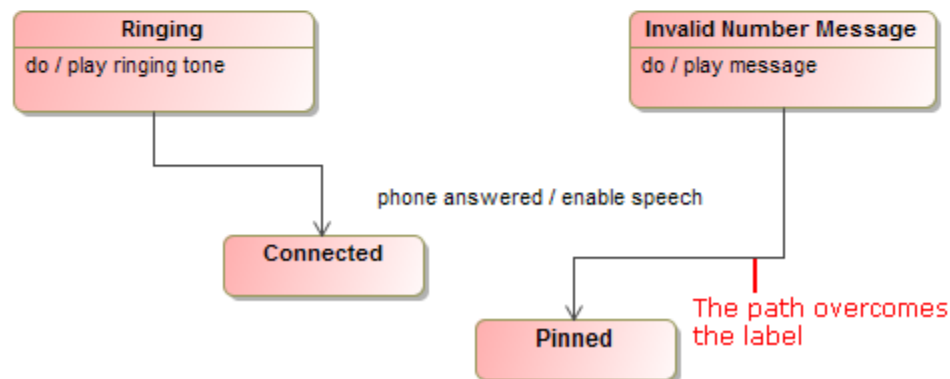 Ringing
do / play ringing tone
Invalid Number Message
do / play message
phone answered / enable speech
Connected
The path overcomes
the label
Pinned